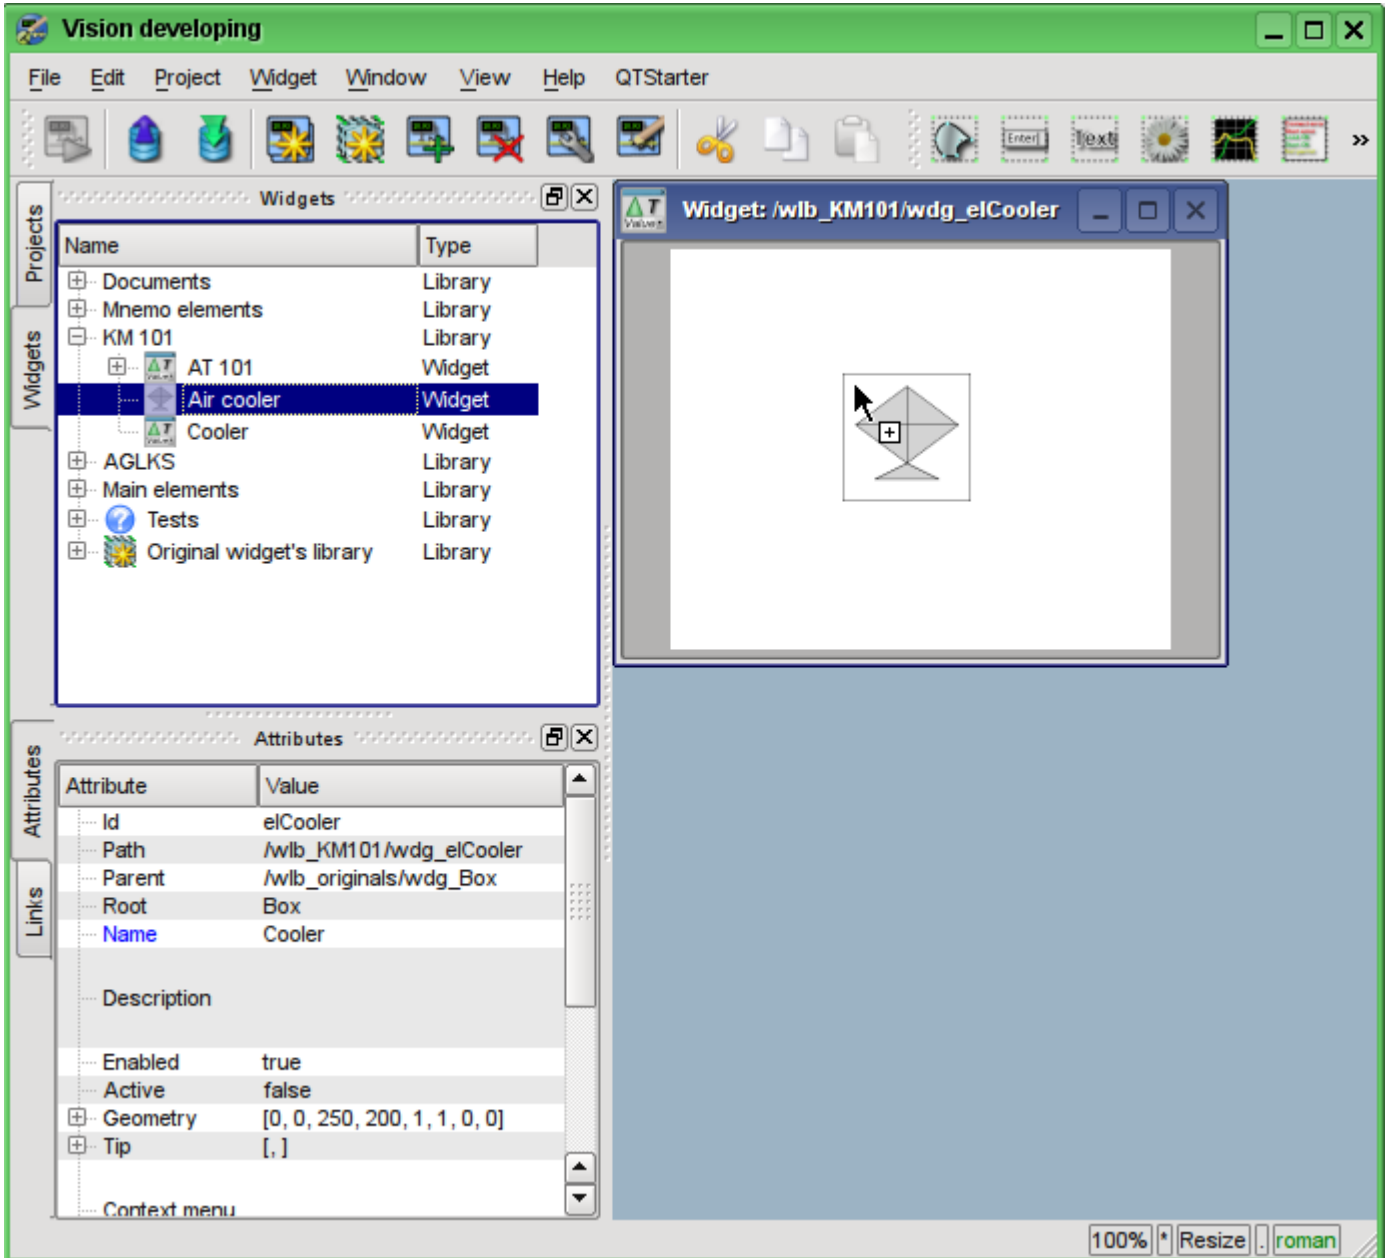 Vision developing
File Edit Project Widget Window View Help QTStarter
Enter Text »
Projects
Widgets
Widgets
Name Type
Documents Library
Mnemo elements Library
KM 101 Library
AT 101 Widget
Air cooler Widget
Cooler Widget
AGLKS Library
Main elements Library
Tests Library
Original widget's library Library
Widget: /wlb_KM101/wdg_elCooler
Attributes
Links
Attributes
Attribute Value
Id elCooler
Path /wlb_KM101/wdg_elCooler
Parent /wlb_originals/wdg_Box
Root Box
Name Cooler
Description
Enabled true
Active false
Geometry [0, 0, 250, 200, 1, 1, 0, 0]
Tip [, ]
Context menu
100% * Resize . roman